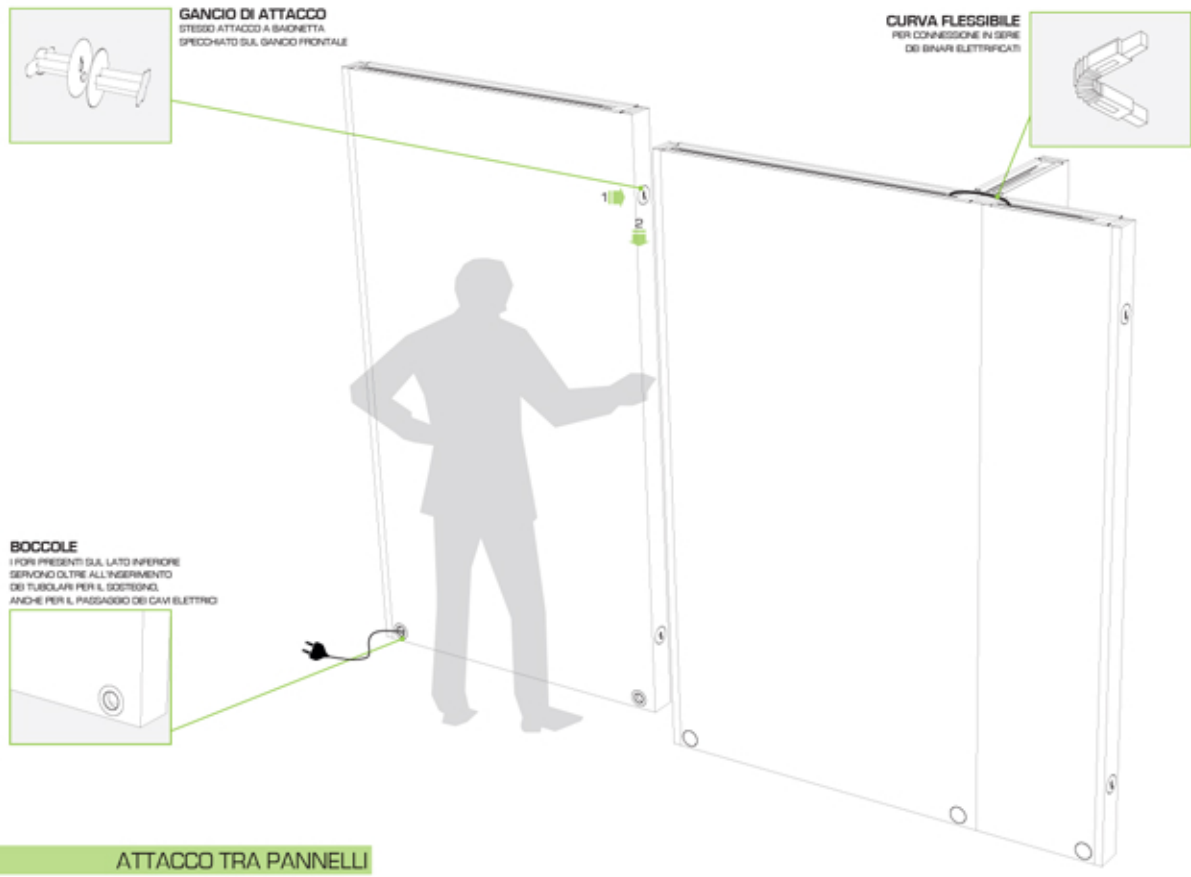 GANCIO DI ATTACCO
STESSO ATTACCO A BAIONETTA
SPECCHIATO SUL GANCIO FRONTALE
CURVA FLESSIBILE
PER CONNESSIONE IN SERIE
DEI BINARI ELETTRIFICATI
1
2
BOCCOLE
I FORI PRESENTI SUL LATO INFERIORE
SERVONO OLTRE ALL'INSERIMENTO
DEI TUBOLARI PER IL SOSTEGNO,
ANCHE PER IL PASSAGGIO DEI CAVI ELETTRICI
ATTACCO TRA PANNELLI